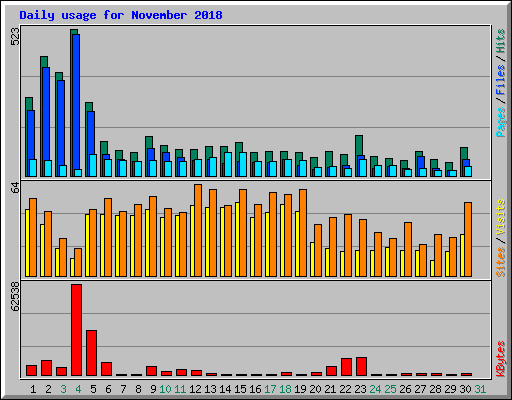 Daily usage for November 2018
523
Pages / Files / Hits
64
Sites / Visits
62538
KBytes
1 2 3 4 5 6 7 8 9 10 11 12 13 14 15 16 17 18 19 20 21 22 23 24 25 26 27 28 29 30 31